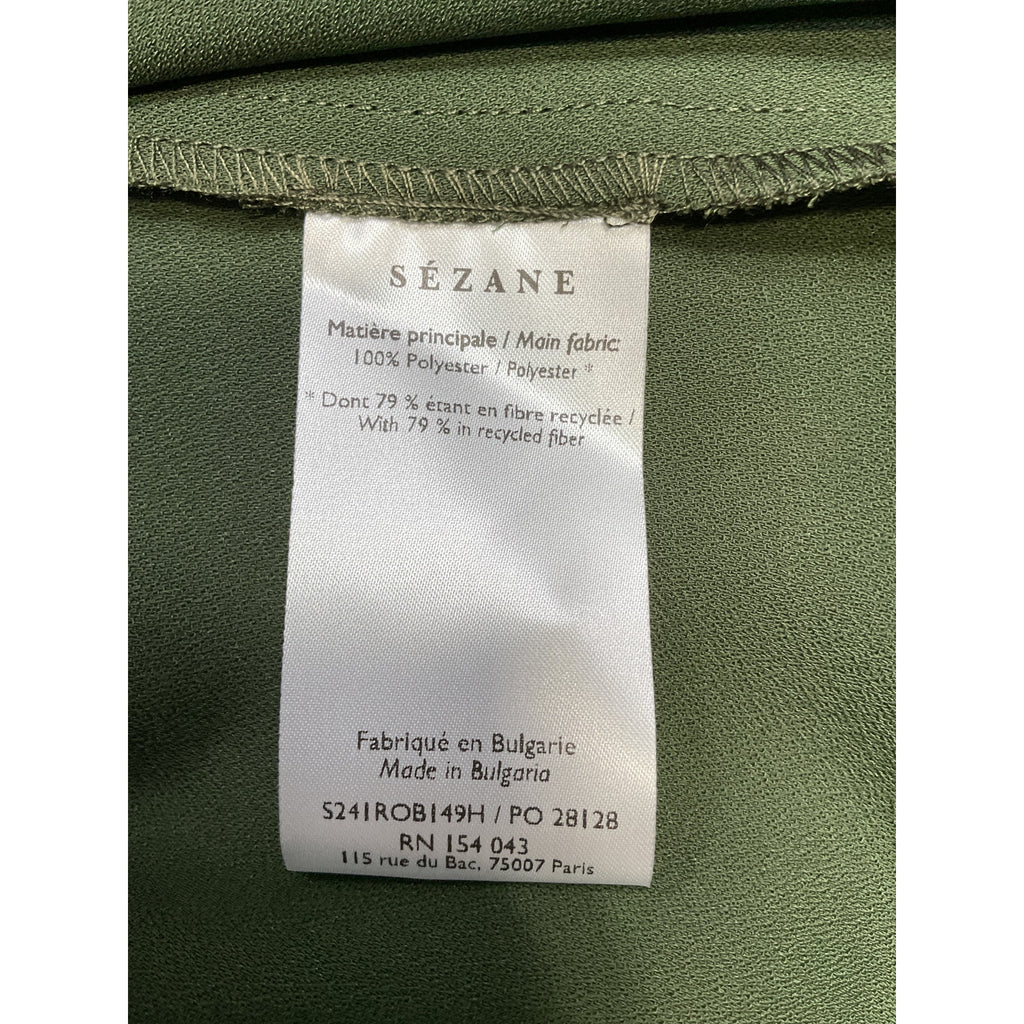 SÉZANE
Matière principale / Main fabric:
100% Polyester / Polyester *
* Dont 79 % étant en fibre recyclée /
With 79 % in recycled fiber
Fabriqué en Bulgarie
Made in Bulgaria
S241ROB149H / PO 28128
RN 154 043
115 rue du Bac, 75007 Paris